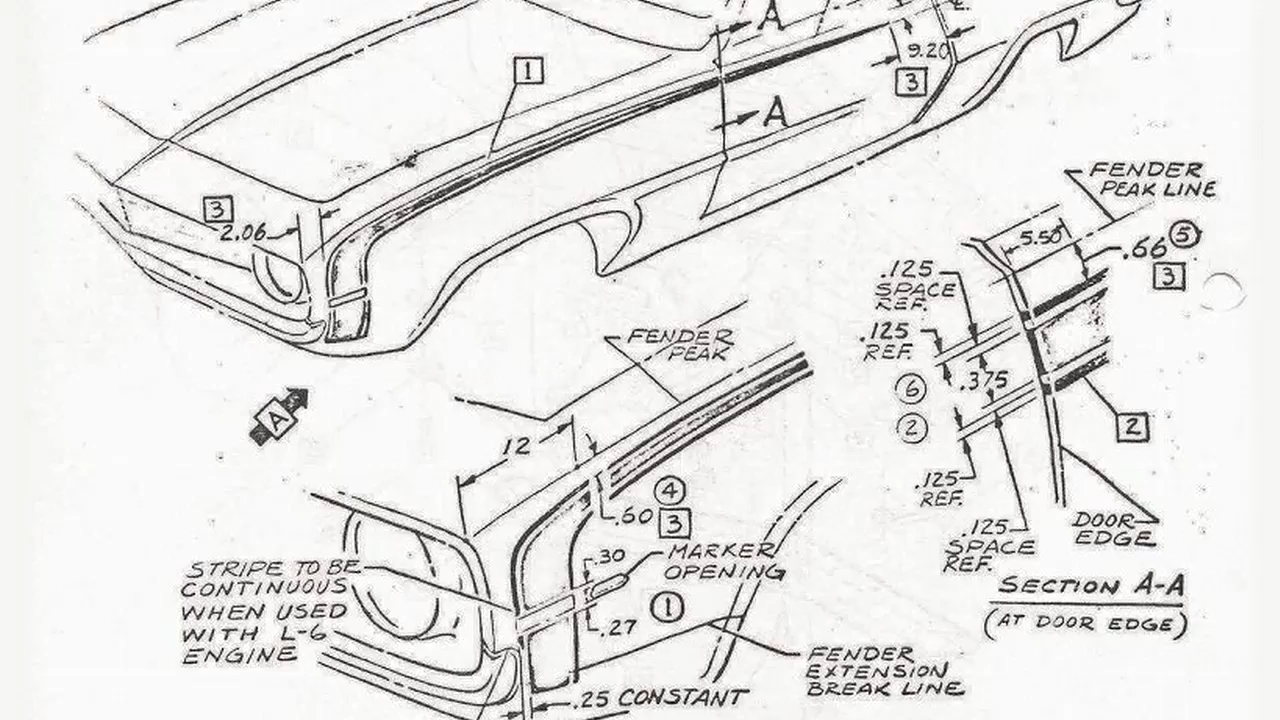 A
9.20
3
1
A
3
2.06
FENDER
PEAK LINE
5.50
.66 5
3
.125
SPACE
REF.
.125
REF.
6
.375
2
2
.125
REF.
.125
SPACE
REF.
DOOR
EDGE
SECTION A-A
(AT DOOR EDGE)
A
FENDER
PEAK
12
4
.60 3
.30
MARKER
OPENING
1
.27
STRIPE TO BE
CONTINUOUS
WHEN USED
WITH L-6
ENGINE
FENDER
EXTENSION
BREAK LINE
.25 CONSTANT